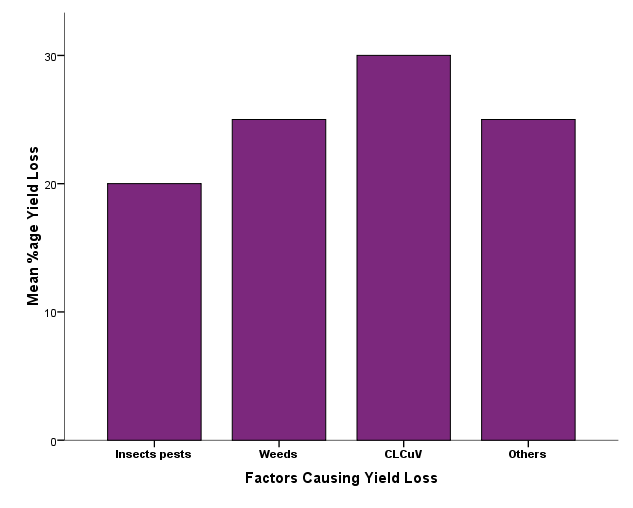 Mean %age Yield Loss
30
20
10
0
Insects pests
Weeds
CLCuV
Others
Factors Causing Yield Loss